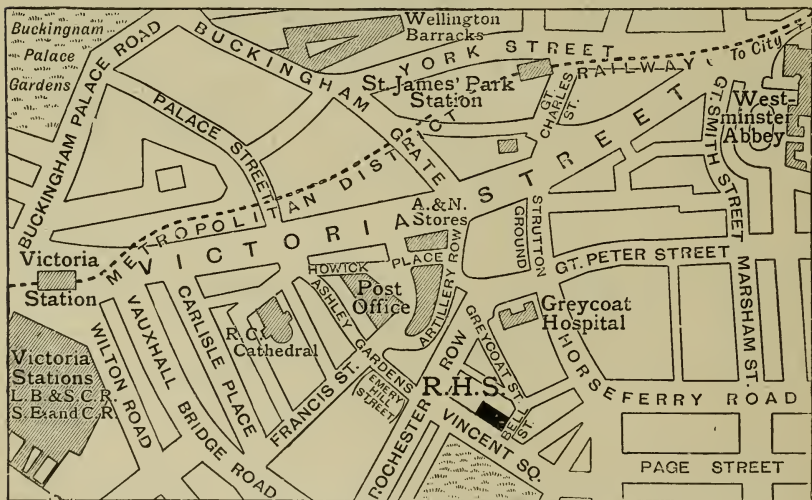 Buckingham
Palace
Gardens
BUCKINGHAM PALACE ROAD
BUCKINGHAM GATE
Wellington
Barracks
YORK STREET
St. James' Park
Station
RAILWAY
To City
GT. CHARLES
ST.
GT. SMITH STREET
West-
minster
Abbey
PALACE STREET
METROPOLITAN DISTRICT
VICTORIA STREET
A.&N.
Stores
STRUTTON
GROUND
Victoria
Station
HOWICK PLACE
GT. PETER STREET
ARTILLERY ROW
Post
Office
ASHLEY GARDENS
R.C.
Cathedral
Greycoat
Hospital
MARSHAM ST.
CARLISLE PLACE
VAUXHALL BRIDGE ROAD
WILTON ROAD
Victoria
Stations
L.B.&S.C.R.
S.E.and C.R.
FRANCIS ST.
EMERY
HILL
STREET
ROCHESTER ROW
GREYCOAT ST.
R.H.S.
BELL
ST.
HORSEFERRY ROAD
VINCENT SQ.
PAGE STREET